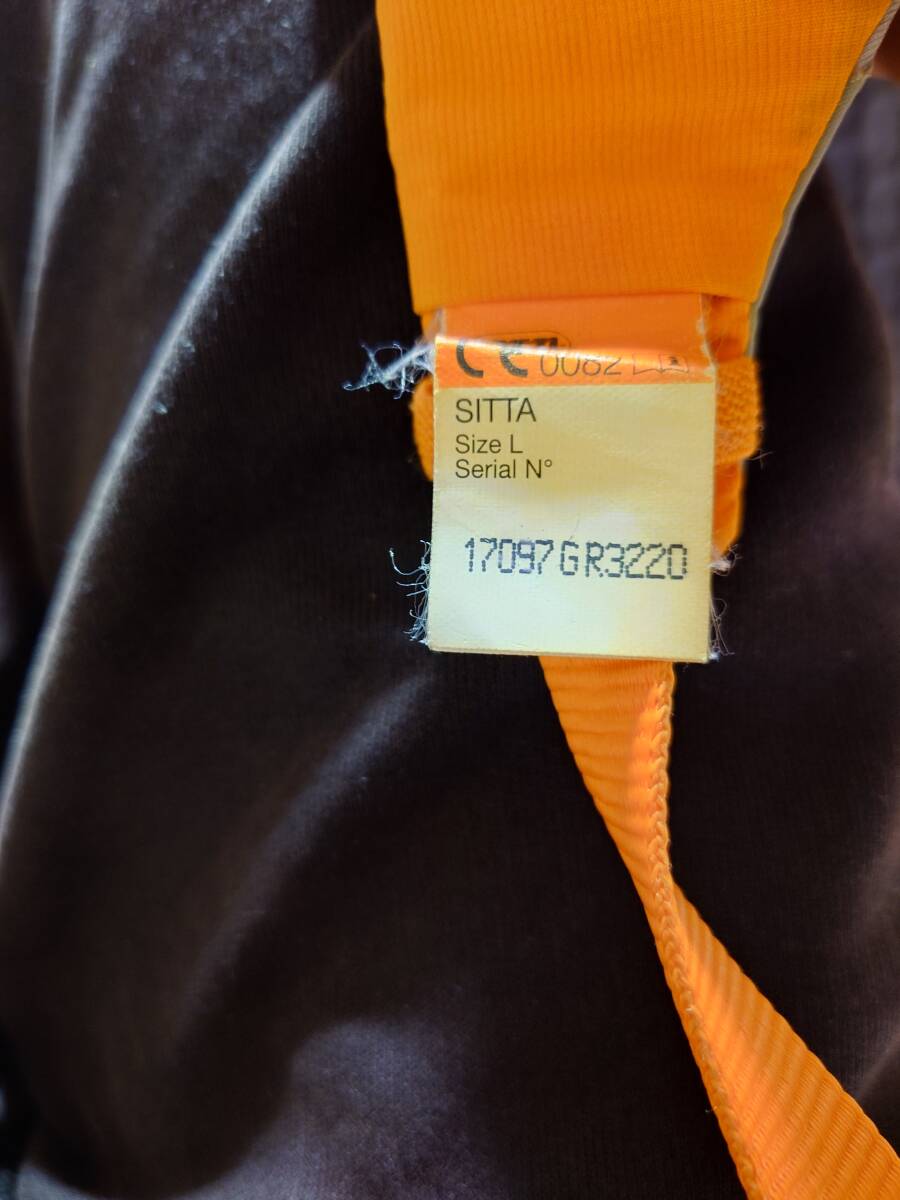 CE 0082
SITTA
Size L
Serial N°
17097GR3220